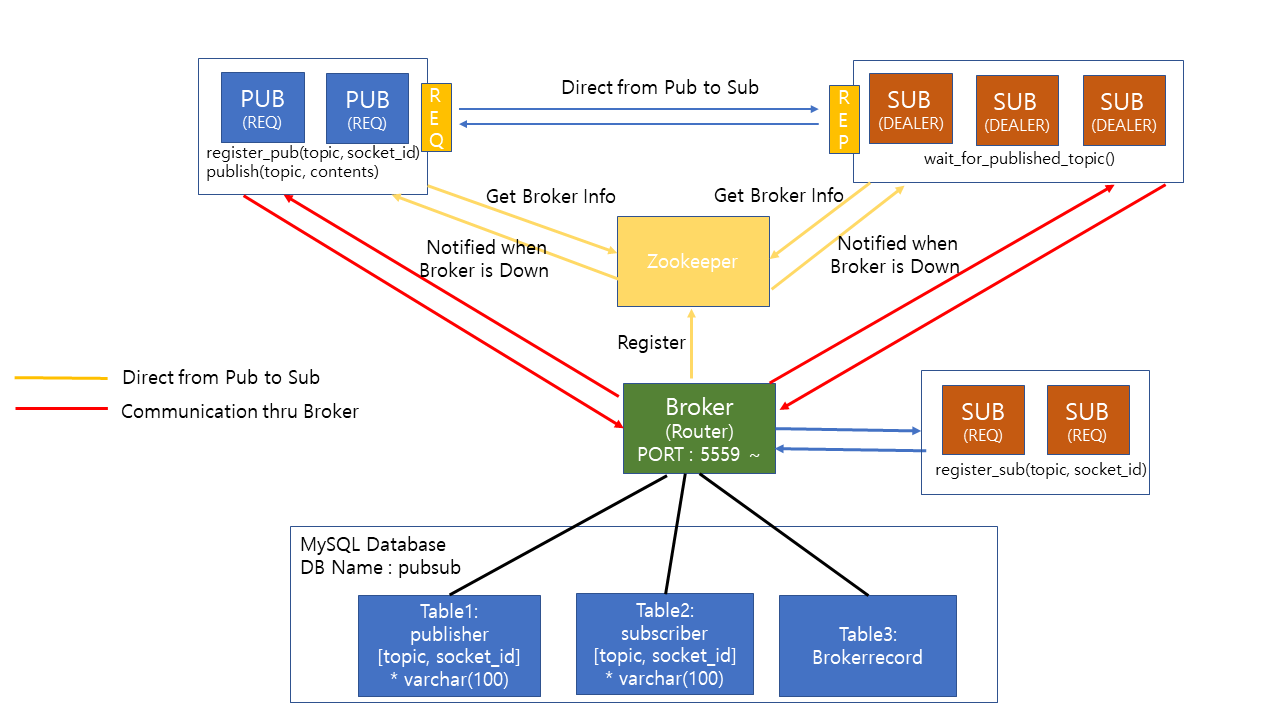 PUB
(REQ)
PUB
(REQ)
R
E
Q
register_pub(topic, socket_id)
publish(topic, contents)
Direct from Pub to Sub
R
E
P
SUB
(DEALER)
SUB
(DEALER)
SUB
(DEALER)
wait_for_published_topic()
Get Broker Info
Get Broker Info
Notified when
Broker is Down
Zookeeper
Notified when
Broker is Down
Register
Direct from Pub to Sub
Communication thru Broker
Broker
(Router)
PORT : 5559 ~
SUB
(REQ)
SUB
(REQ)
register_sub(topic, socket_id)
MySQL Database
DB Name : pubsub
Table1:
publisher
[topic, socket_id]
* varchar(100)
Table2:
subscriber
[topic, socket_id]
* varchar(100)
Table3:
Brokerrecord